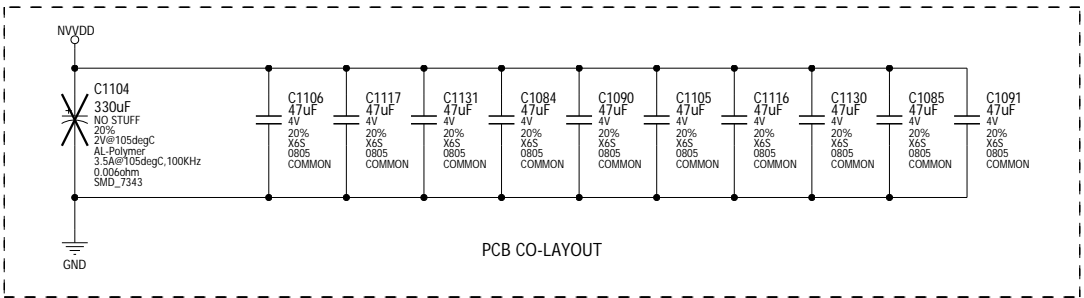 NVVDD
C1104
330uF
NO STUFF
20%
2V@105degC
AL-Polymer
3.5A@105degC,100KHz
0.006ohm
SMD_7343
+
C1106
47uF
4V
20%
X6S
0805
COMMON
C1117
47uF
4V
20%
X6S
0805
COMMON
C1131
47uF
4V
20%
X6S
0805
COMMON
C1084
47uF
4V
20%
X6S
0805
COMMON
C1090
47uF
4V
20%
X6S
0805
COMMON
C1105
47uF
4V
20%
X6S
0805
COMMON
C1116
47uF
4V
20%
X6S
0805
COMMON
C1130
47uF
4V
20%
X6S
0805
COMMON
C1085
47uF
4V
20%
X6S
0805
COMMON
C1091
47uF
4V
20%
X6S
0805
COMMON
GND
PCB CO-LAYOUT